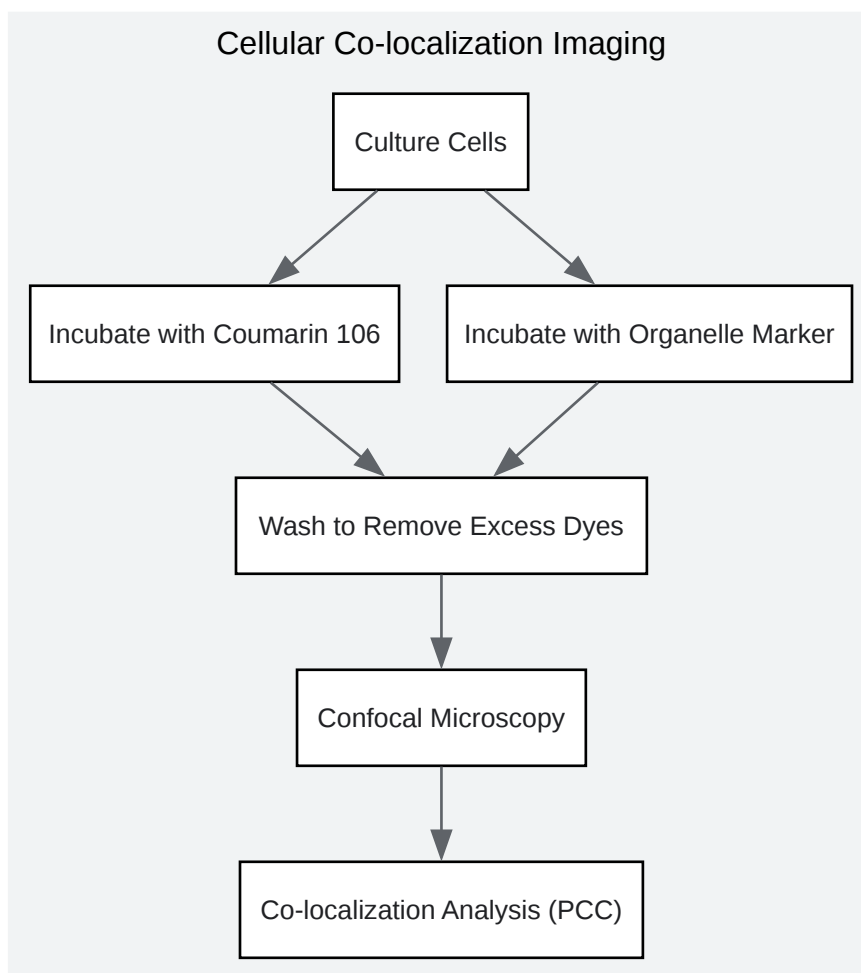 Cellular Co-localization Imaging
Culture Cells
Incubate with Coumarin 106
Incubate with Organelle Marker
Wash to Remove Excess Dyes
Confocal Microscopy
Co-localization Analysis (PCC)